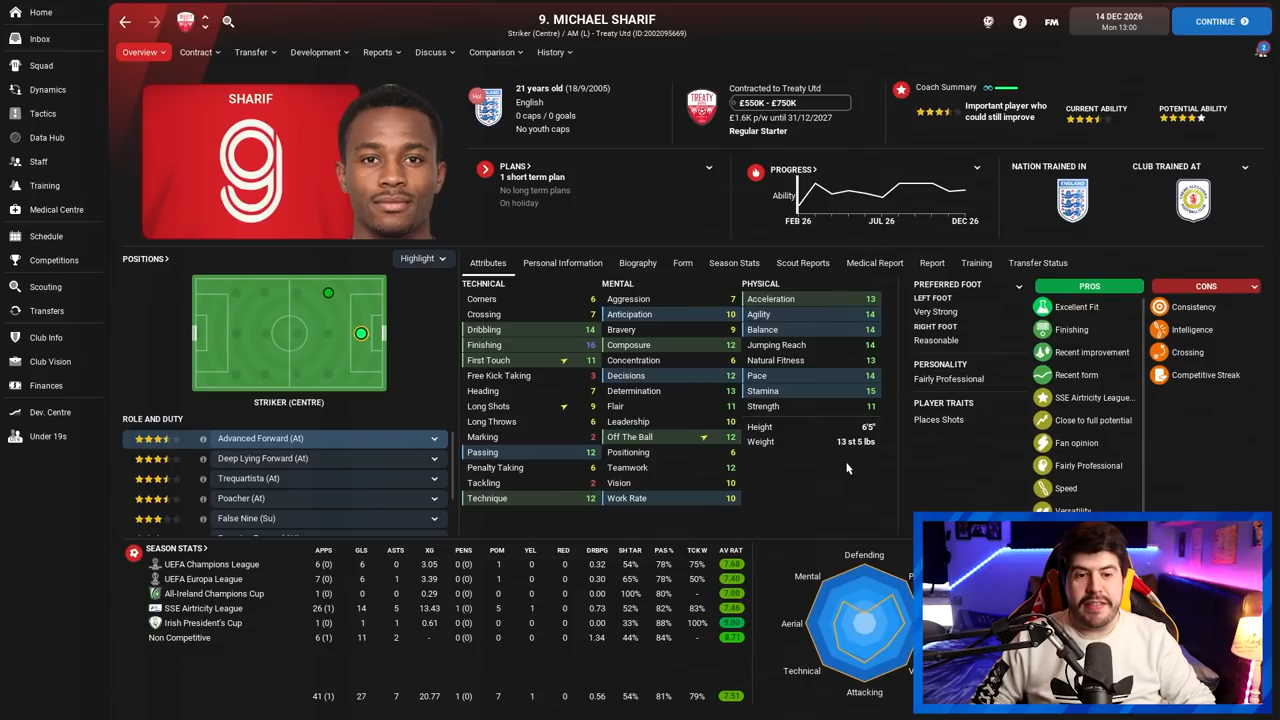 Home
Inbox
Squad
Dynamics
Tactics
Data Hub
Staff
Training
Medical Centre
Schedule
Competitions
Scouting
Transfers
Club Info
Club Vision
Finances
Dev. Centre
Under 19s
9. MICHAEL SHARIF
Striker (Centre) / AM (L) - Treaty Utd (ID:2002095669)
FM
14 DEC 2026
Mon 13:00
CONTINUE
Overview
Contract
Transfer
Development
Reports
Discuss
Comparison
History
2
SHARIF
9
Hol
21 years old (18/9/2005)
English
0 caps / 0 goals
No youth caps
TREATY
Contracted to Treaty Utd
£550K - £750K
£1.6K p/w until 31/12/2027
Regular Starter
Coach Summary
Important player who could still improve
CURRENT ABILITY
POTENTIAL ABILITY
PLANS
1 short term plan
No long term plans
On holiday
PROGRESS
Ability
FEB 26 JUL 26 DEC 26
NATION TRAINED IN
ENGLAND
CLUB TRAINED AT
POSITIONS
Highlight
STRIKER (CENTRE)
ROLE AND DUTY
Advanced Forward (At)
Deep Lying Forward (At)
Trequartista (At)
Poacher (At)
False Nine (Su)
Attributes
Personal Information
Biography
Form
Season Stats
Scout Reports
Medical Report
Report
Training
Transfer Status
TECHNICAL
Corners 6
Crossing 7
Dribbling 14
Finishing 16
First Touch 11
Free Kick Taking 3
Heading 7
Long Shots 9
Long Throws 6
Marking 2
Passing 12
Penalty Taking 6
Tackling 2
Technique 12
MENTAL
Aggression 7
Anticipation 10
Bravery 9
Composure 12
Concentration 6
Decisions 12
Determination 13
Flair 11
Leadership 10
Off The Ball 12
Positioning 6
Teamwork 12
Vision 10
Work Rate 10
PHYSICAL
Acceleration 13
Agility 14
Balance 14
Jumping Reach 14
Natural Fitness 13
Pace 14
Stamina 15
Strength 11
Height 6'5"
Weight 13 st 5 lbs
PREFERRED FOOT
LEFT FOOT
Very Strong
RIGHT FOOT
Reasonable
PERSONALITY
Fairly Professional
PLAYER TRAITS
Places Shots
PROS
Excellent Fit
Finishing
Recent improvement
Recent form
SSE Airtricity League...
Close to full potential
Fan opinion
Fairly Professional
Speed
Versatility
CONS
Consistency
Intelligence
Crossing
Competitive Streak
SEASON STATS APPS GLS ASTS XG PENS POM YEL RED DRBPG SH TAR PAS % TCK W AV RAT
UEFA Champions League 6 (0) 6 0 3.05 0 (0) 1 0 0 0.32 54% 78% 75% 7.68
UEFA Europa League 7 (0) 6 1 3.39 0 (0) 1 0 0 0.30 65% 78% 50% 7.40
All-Ireland Champions Cup 1 (0) 0 0 0.29 0 (0) 0 0 0 0.00 100% 80% - 7.00
SSE Airtricity League 26 (1) 14 5 13.43 1 (0) 5 1 0 0.73 52% 82% 83% 7.46
Irish President's Cup 1 (0) 1 1 0.61 0 (0) 0 0 0 0.00 33% 88% 100% 9.00
Non Competitive 6 (1) 11 2 - 0 (0) 0 0 0 1.34 44% 84% - 8.71
41 (1) 27 7 20.77 1 (0) 7 1 0 0.56 54% 81% 79% 7.51
Defending
Mental
Aerial
Technical
Attacking